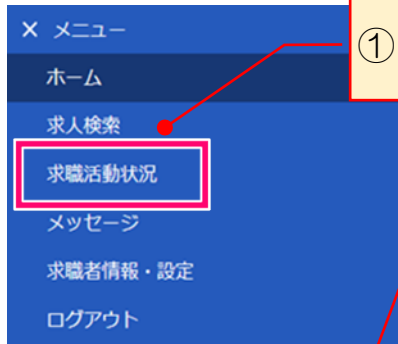 × メニュー
①
ホーム
求人検索
求職活動状況
メッセージ
求職者情報・設定
ログアウト